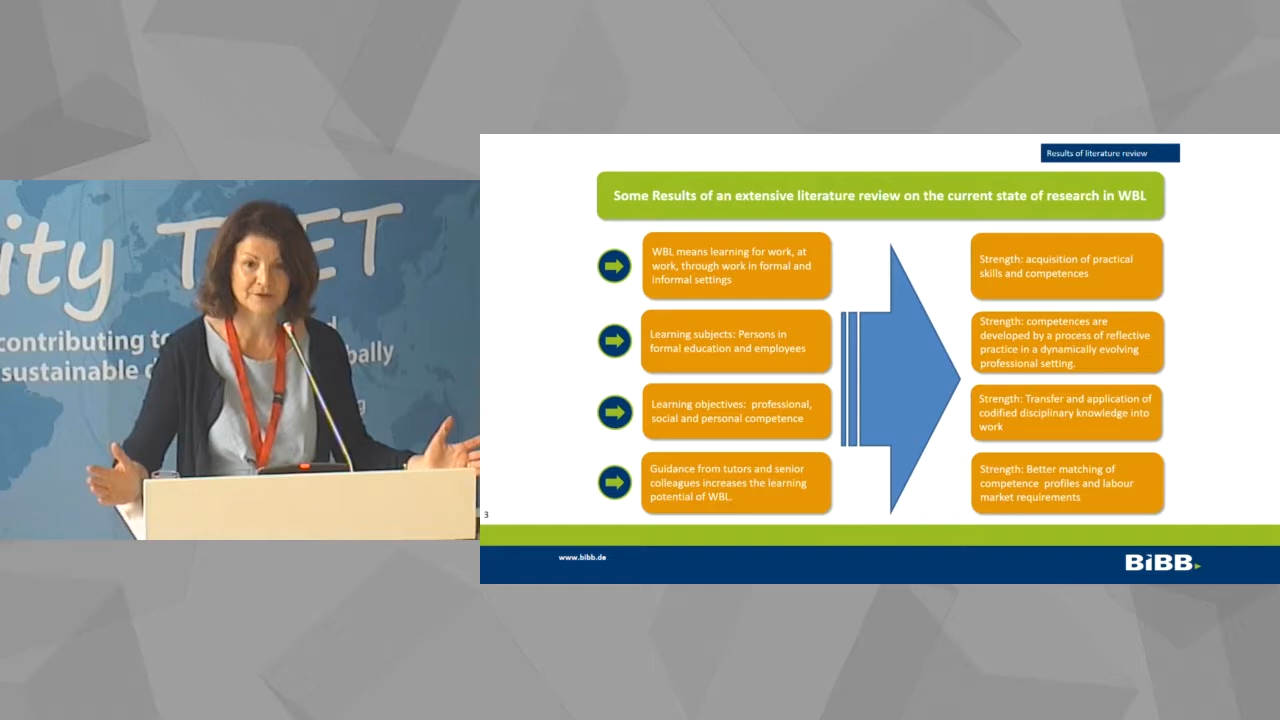 ity TVET
contributing to
bally
sustainable
Results of literature review
Some Results of an extensive literature review on the current state of research in WBL
WBL means learning for work, at
work, through work in formal and
informal settings
Learning subjects: Persons in
formal education and employees
Learning objectives: professional,
social and personal competence
Guidance from tutors and senior
colleagues increases the learning
potential of WBL.
Strength: acquisition of practical
skills and competences
Strength: competences are
developed by a process of reflective
practice in a dynamically evolving
professional setting.
Strength: Transfer and application of
codified disciplinary knowledge into
work
Strength: Better matching of
competence profiles and labour
market requirements
3
www.bibb.de
BiBB